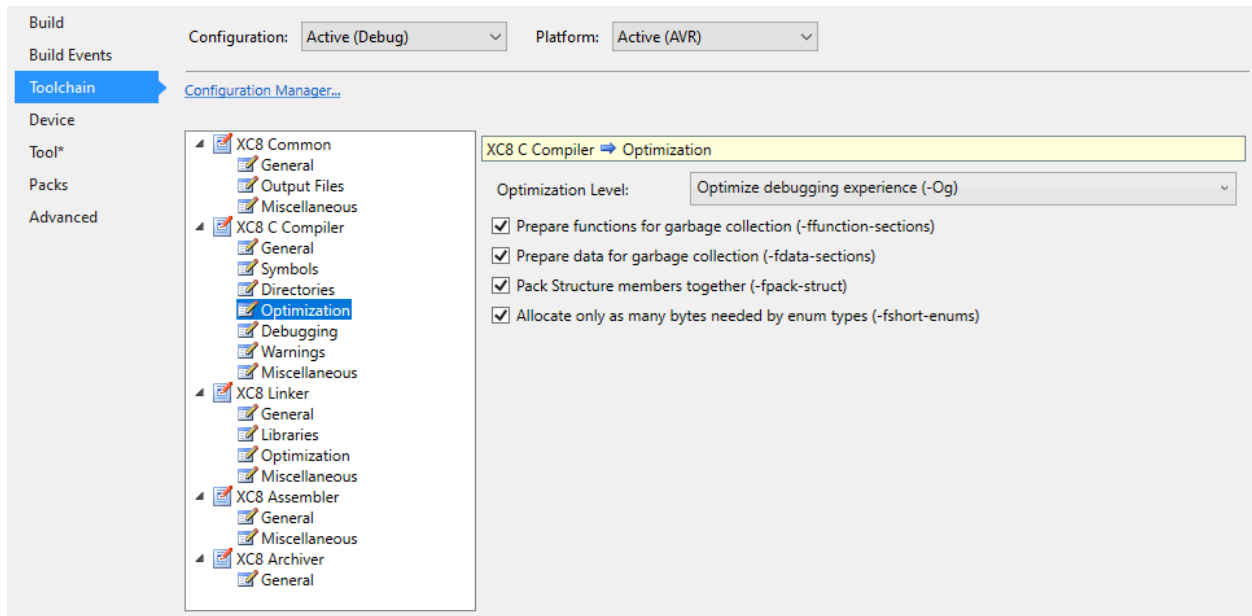 Build
Build Events
Toolchain
Device
Tool*
Packs
Advanced
Configuration: Active (Debug) Platform: Active (AVR)
Configuration Manager...
XC8 Common
General
Output Files
Miscellaneous
XC8 C Compiler
General
Symbols
Directories
Optimization
Debugging
Warnings
Miscellaneous
XC8 Linker
General
Libraries
Optimization
Miscellaneous
XC8 Assembler
General
Miscellaneous
XC8 Archiver
General
XC8 C Compiler ➡ Optimization
Optimization Level: Optimize debugging experience (-Og)
Prepare functions for garbage collection (-ffunction-sections)
Prepare data for garbage collection (-fdata-sections)
Pack Structure members together (-fpack-struct)
Allocate only as many bytes needed by enum types (-fshort-enums)